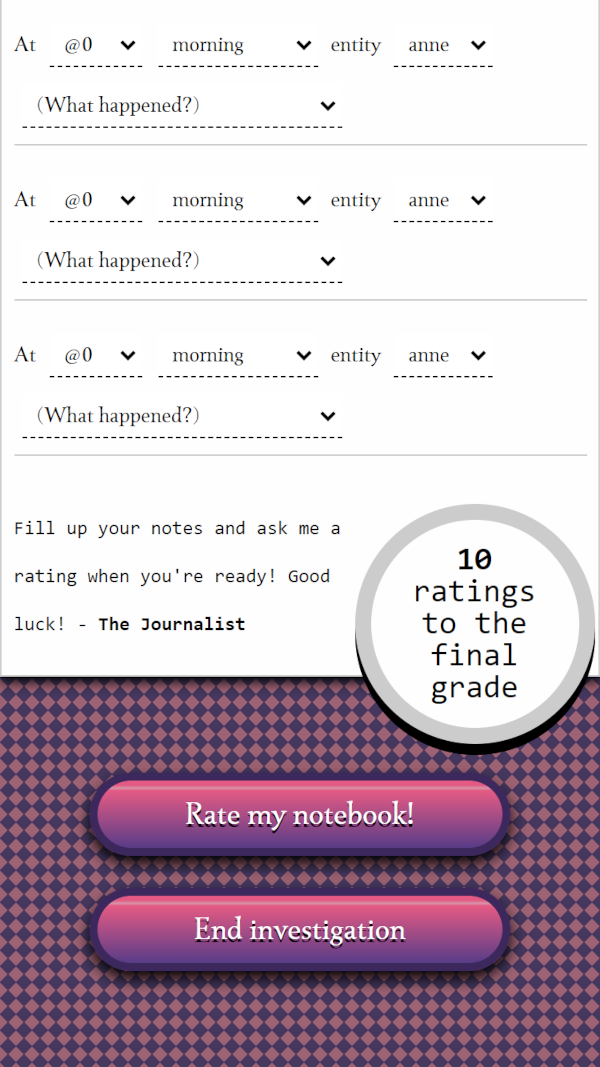 At @0 morning entity anne
(What happened?)
At @0 morning entity anne
(What happened?)
At @0 morning entity anne
(What happened?)
Fill up your notes and ask me a
rating when you're ready! Good
luck! - The Journalist
10
ratings
to the
final
grade
Rate my notebook!
End investigation